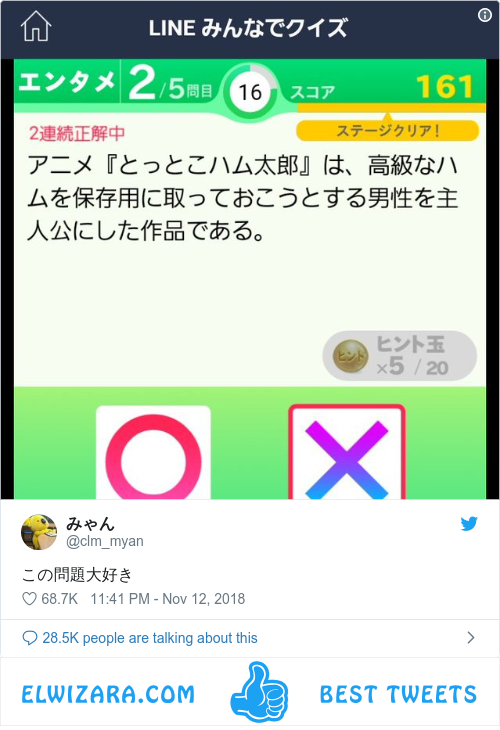 LINE みんなでクイズ
エンタメ 2/5問目 16 スコア 161
2連続正解中 ステージクリア!
アニメ『とっとこハム太郎』は、高級なハ
ムを保存用に取っておこうとする男性を主
人公にした作品である。
ヒント ヒント玉
×5 / 20
みゃん
@clm_myan
この問題大好き
68.7K 11:41 PM - Nov 12, 2018
28.5K people are talking about this
ELWIZARA.COM BEST TWEETS